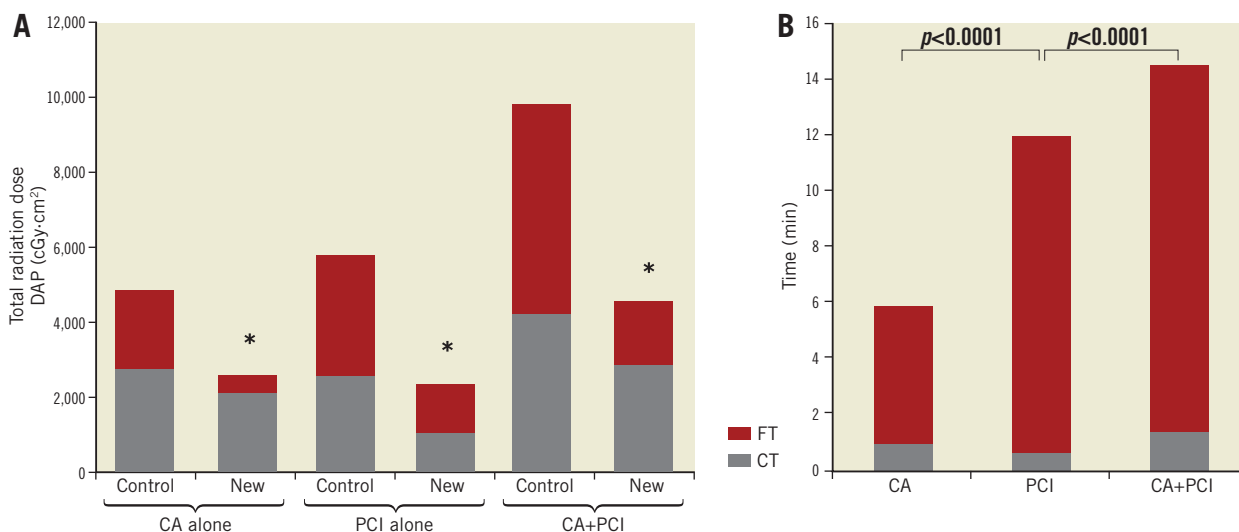 A
Total radiation dose
DAP (cGy·cm²)
12,000
10,000
8,000
6,000
4,000
2,000
0
*
*
*
Control New Control New Control New
CA alone PCI alone CA+PCI
FT
CT
B
Time (min)
16
14
12
10
8
6
4
2
0
p<0.0001 p<0.0001
CA PCI CA+PCI